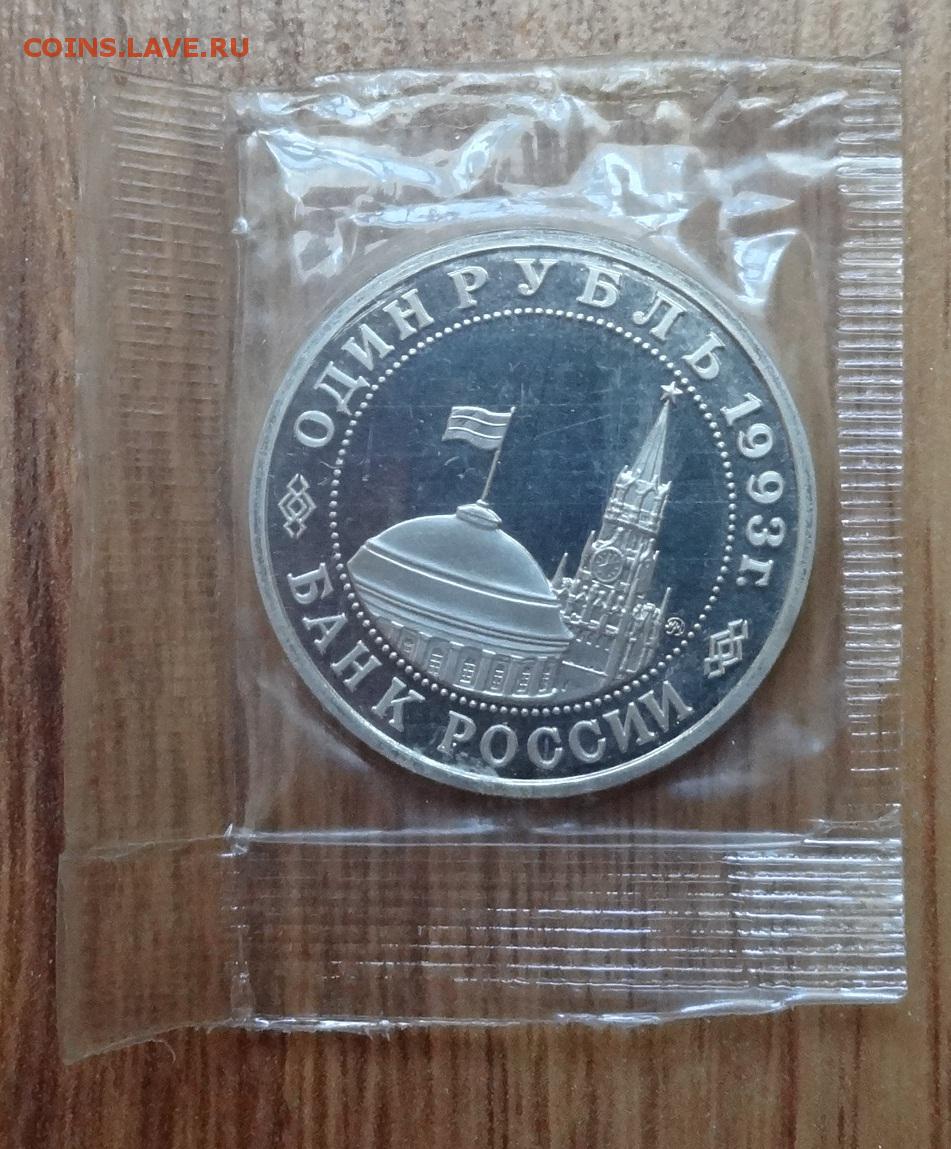 COINS.LAVE.RU
ОДИН РУБЛЬ 1993г.
БАНК РОССИИ